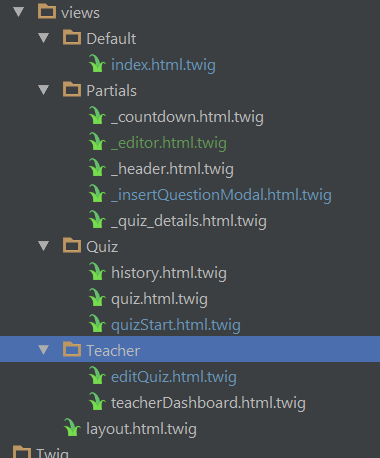 views
Default
index.html.twig
Partials
_countdown.html.twig
_editor.html.twig
_header.html.twig
_insertQuestionModal.html.twig
_quiz_details.html.twig
Quiz
history.html.twig
quiz.html.twig
quizStart.html.twig
Teacher
editQuiz.html.twig
teacherDashboard.html.twig
layout.html.twig
Twig